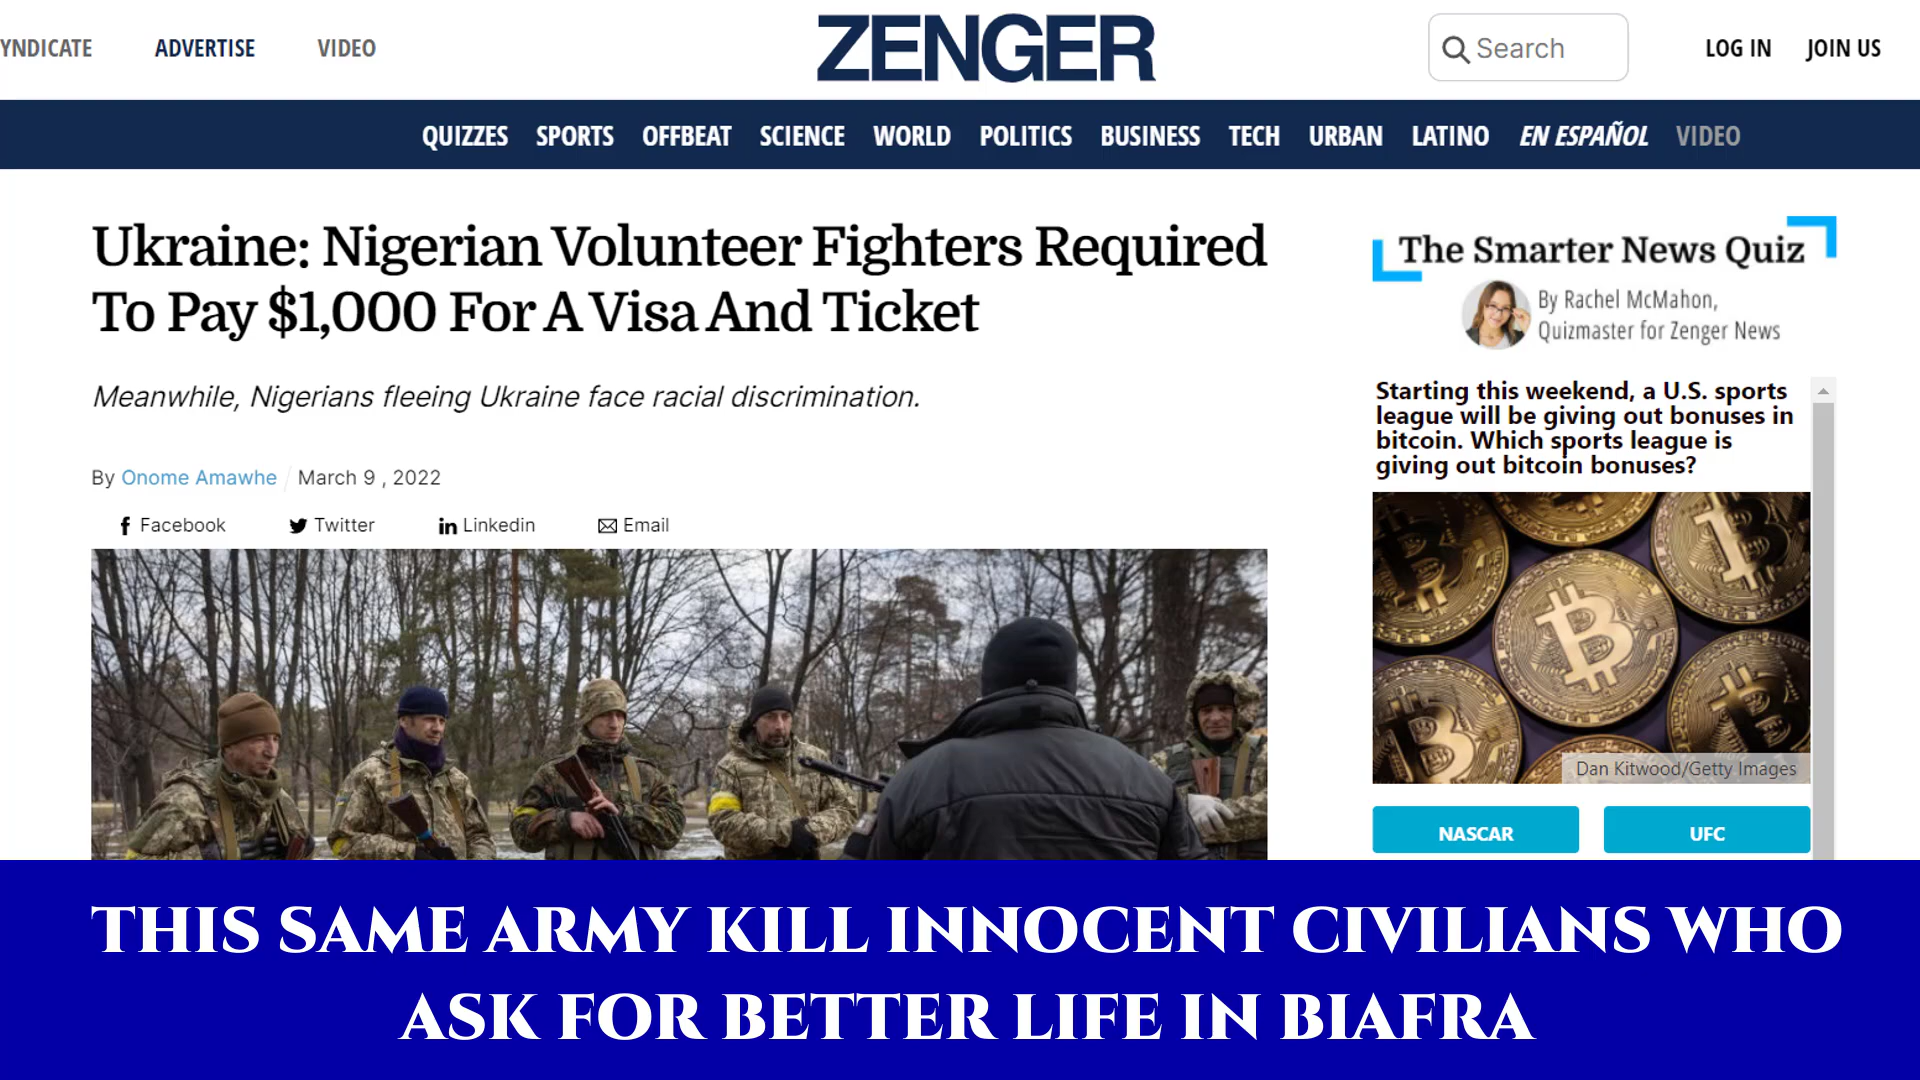 YNDICATE ADVERTISE VIDEO ZENGER Search LOG IN JOIN US
QUIZZES SPORTS OFFBEAT SCIENCE WORLD POLITICS BUSINESS TECH URBAN LATINO EN ESPAÑOL VIDEO
Ukraine: Nigerian Volunteer Fighters Required
To Pay $1,000 For A Visa And Ticket
Meanwhile, Nigerians fleeing Ukraine face racial discrimination.
By Onome Amawhe March 9 , 2022
Facebook Twitter Linkedin Email
The Smarter News Quiz
By Rachel McMahon,
Quizmaster for Zenger News
Starting this weekend, a U.S. sports
league will be giving out bonuses in
bitcoin. Which sports league is
giving out bitcoin bonuses?
Dan Kitwood/Getty Images
NASCAR UFC
THIS SAME ARMY KILL INNOCENT CIVILIANS WHO
ASK FOR BETTER LIFE IN BIAFRA